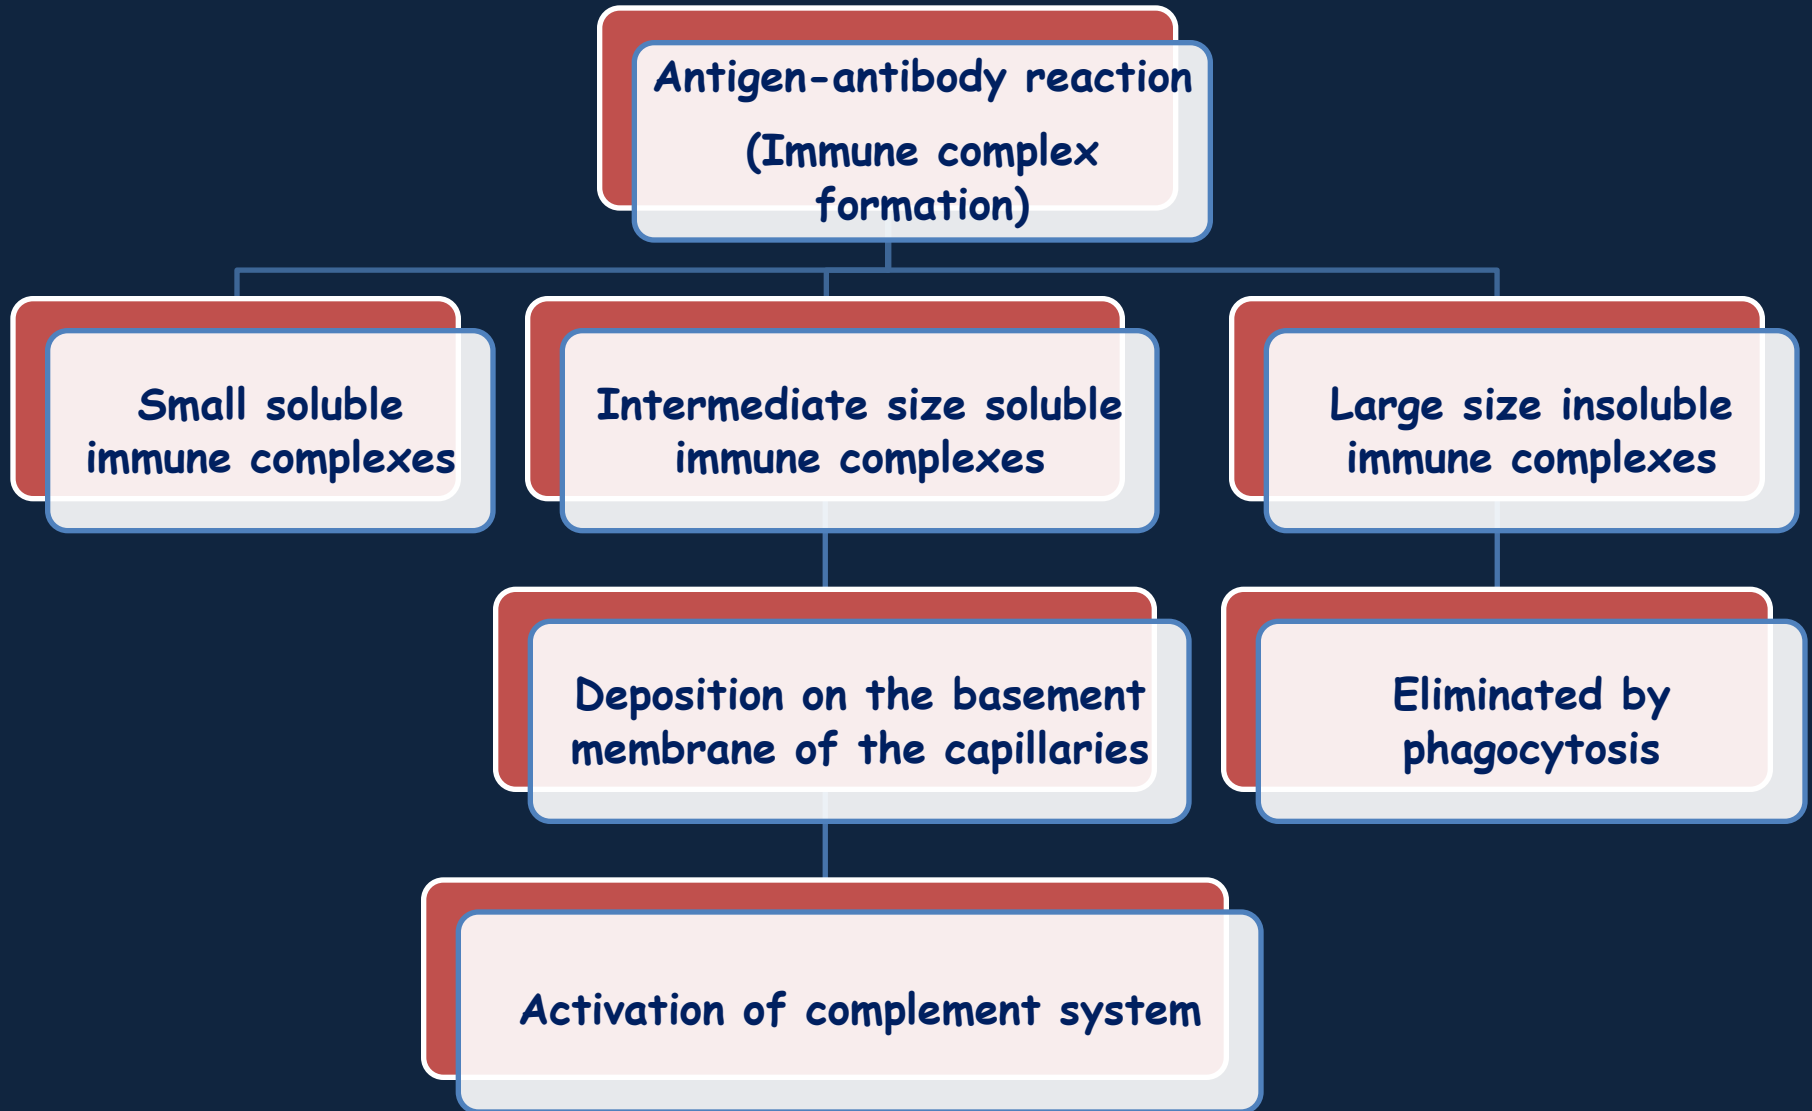 Antigen-antibody reaction
(Immune complex
formation)
Small soluble
immune complexes
Intermediate size soluble
immune complexes
Large size insoluble
immune complexes
Deposition on the basement
membrane of the capillaries
Eliminated by
phagocytosis
Activation of complement system